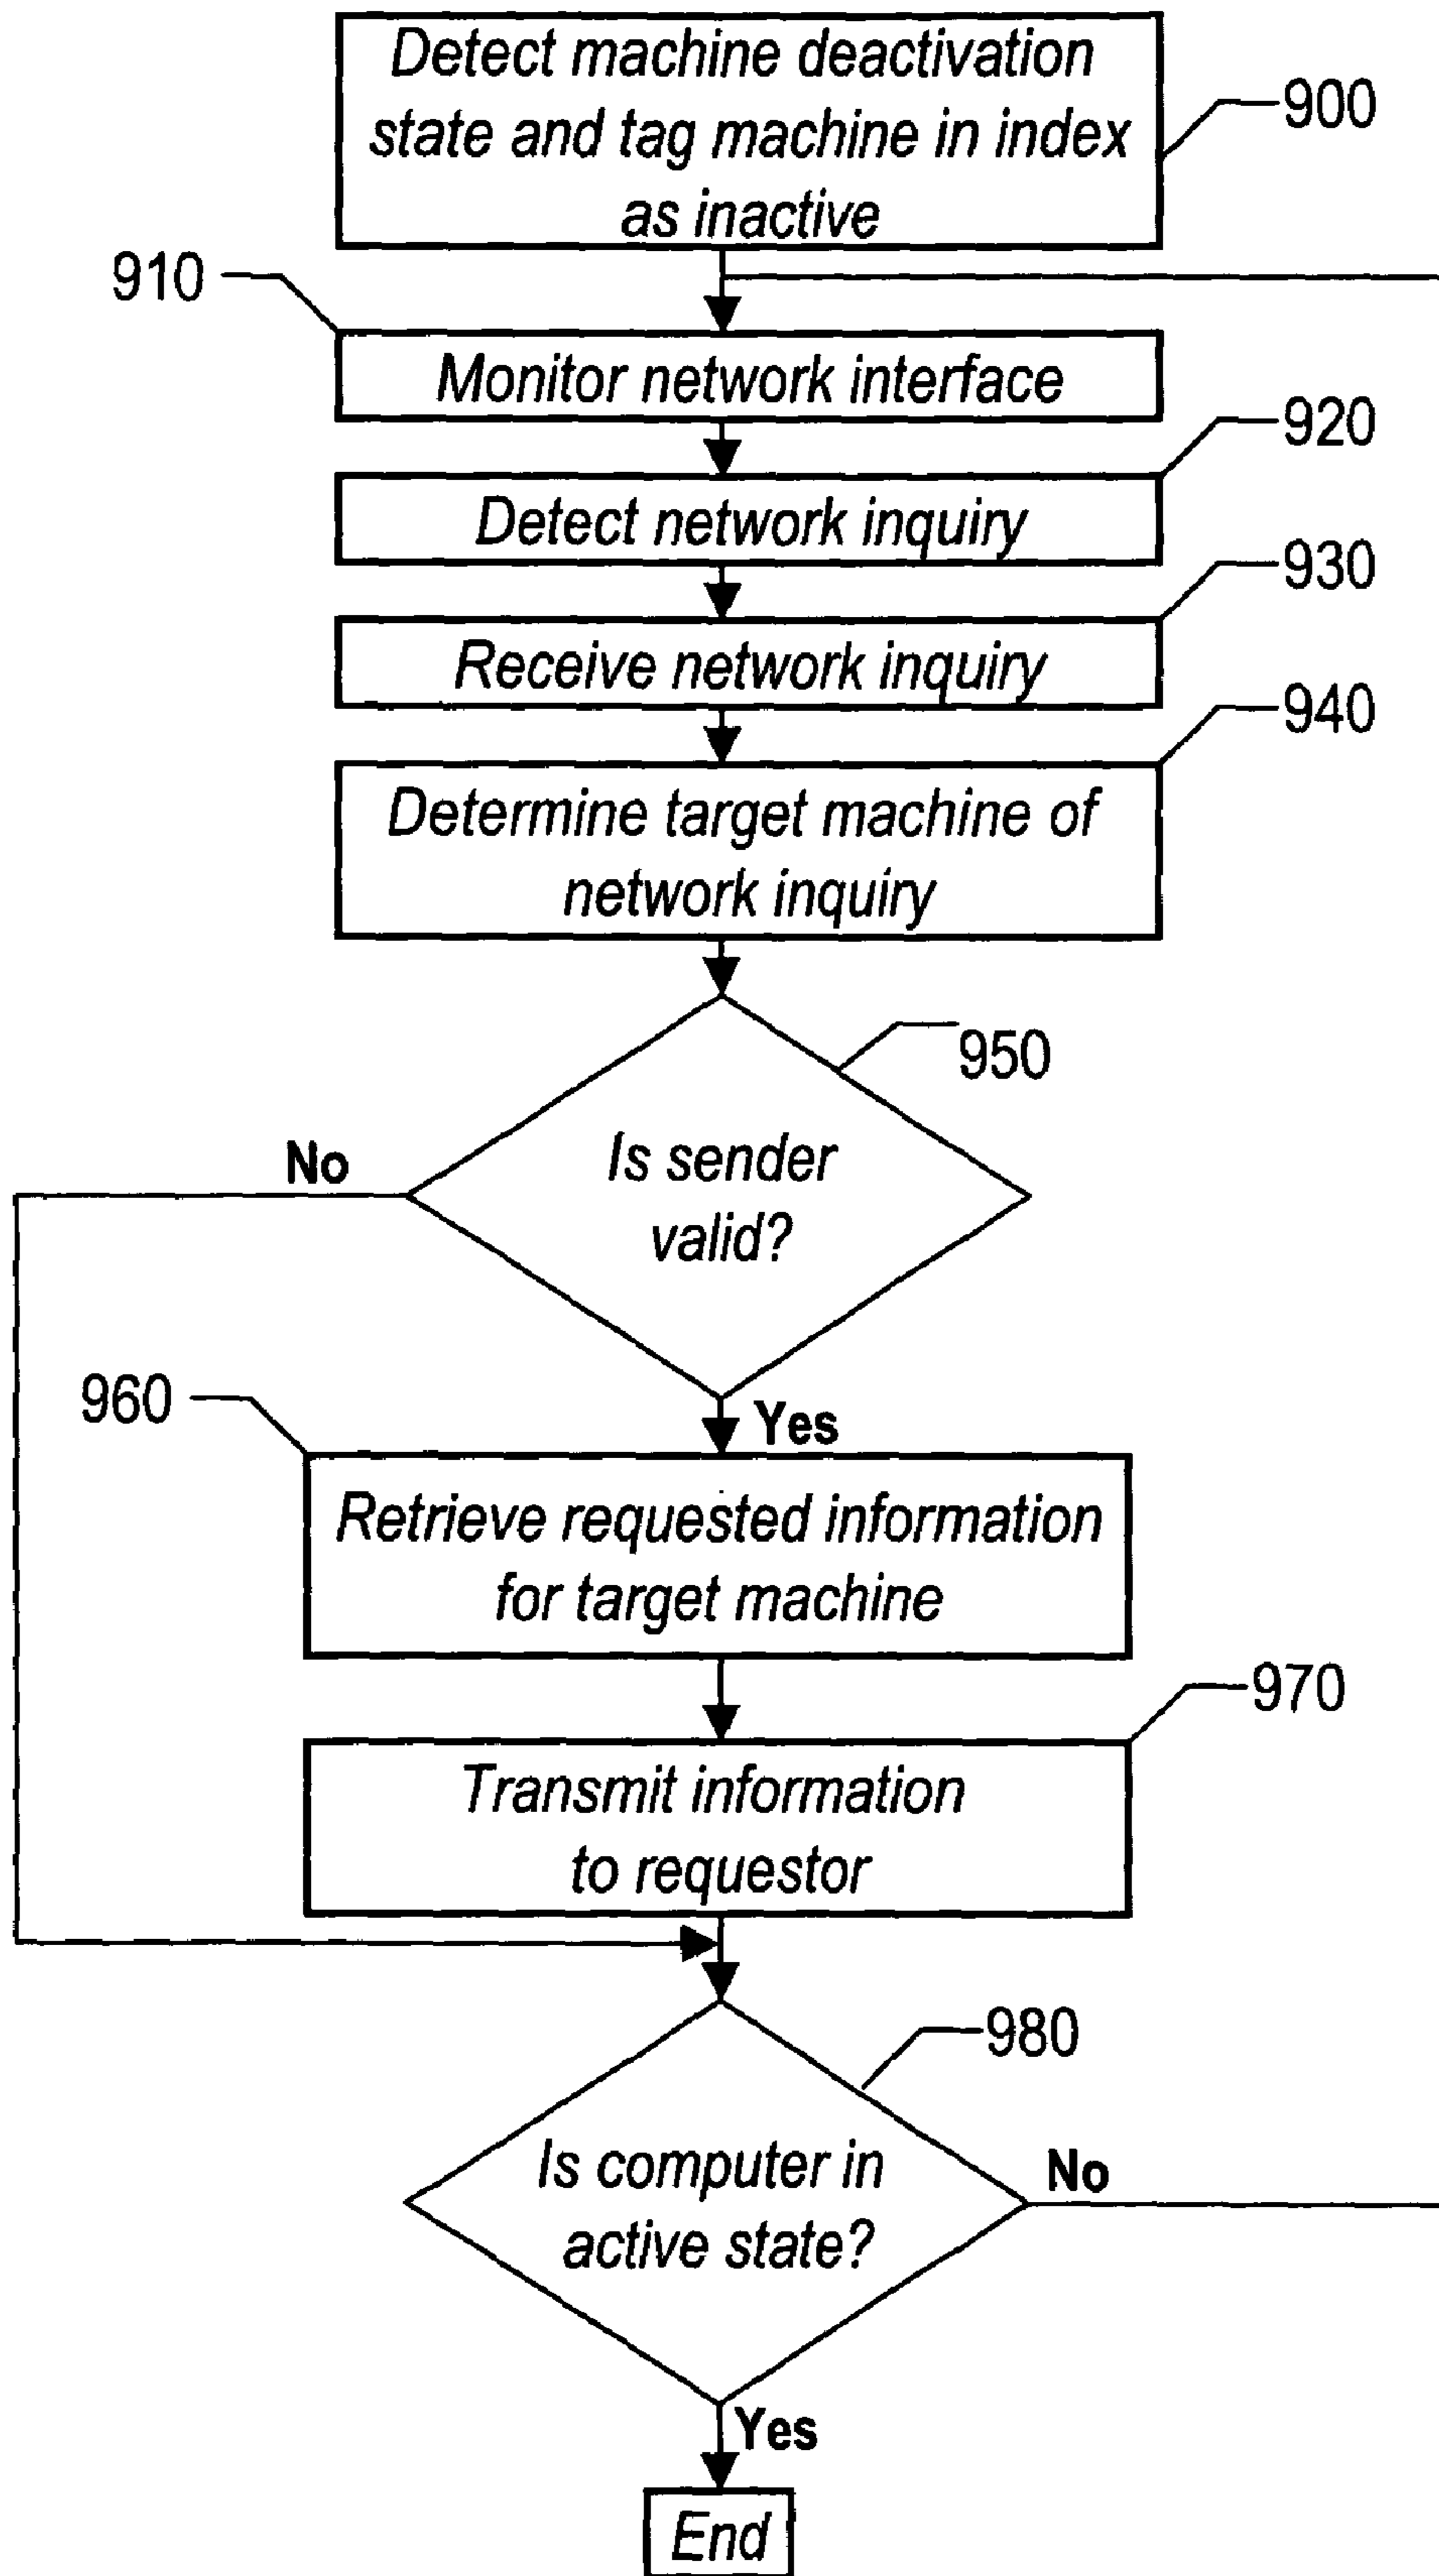 Detect machine deactivation
state and tag machine in index
as inactive
900
910
Monitor network interface
920
Detect network inquiry
930
Receive network inquiry
940
Determine target machine of
network inquiry
950
No
Is sender
valid?
960
Yes
Retrieve requested information
for target machine
970
Transmit information
to requestor
980
Is computer in
active state?
No
Yes
End